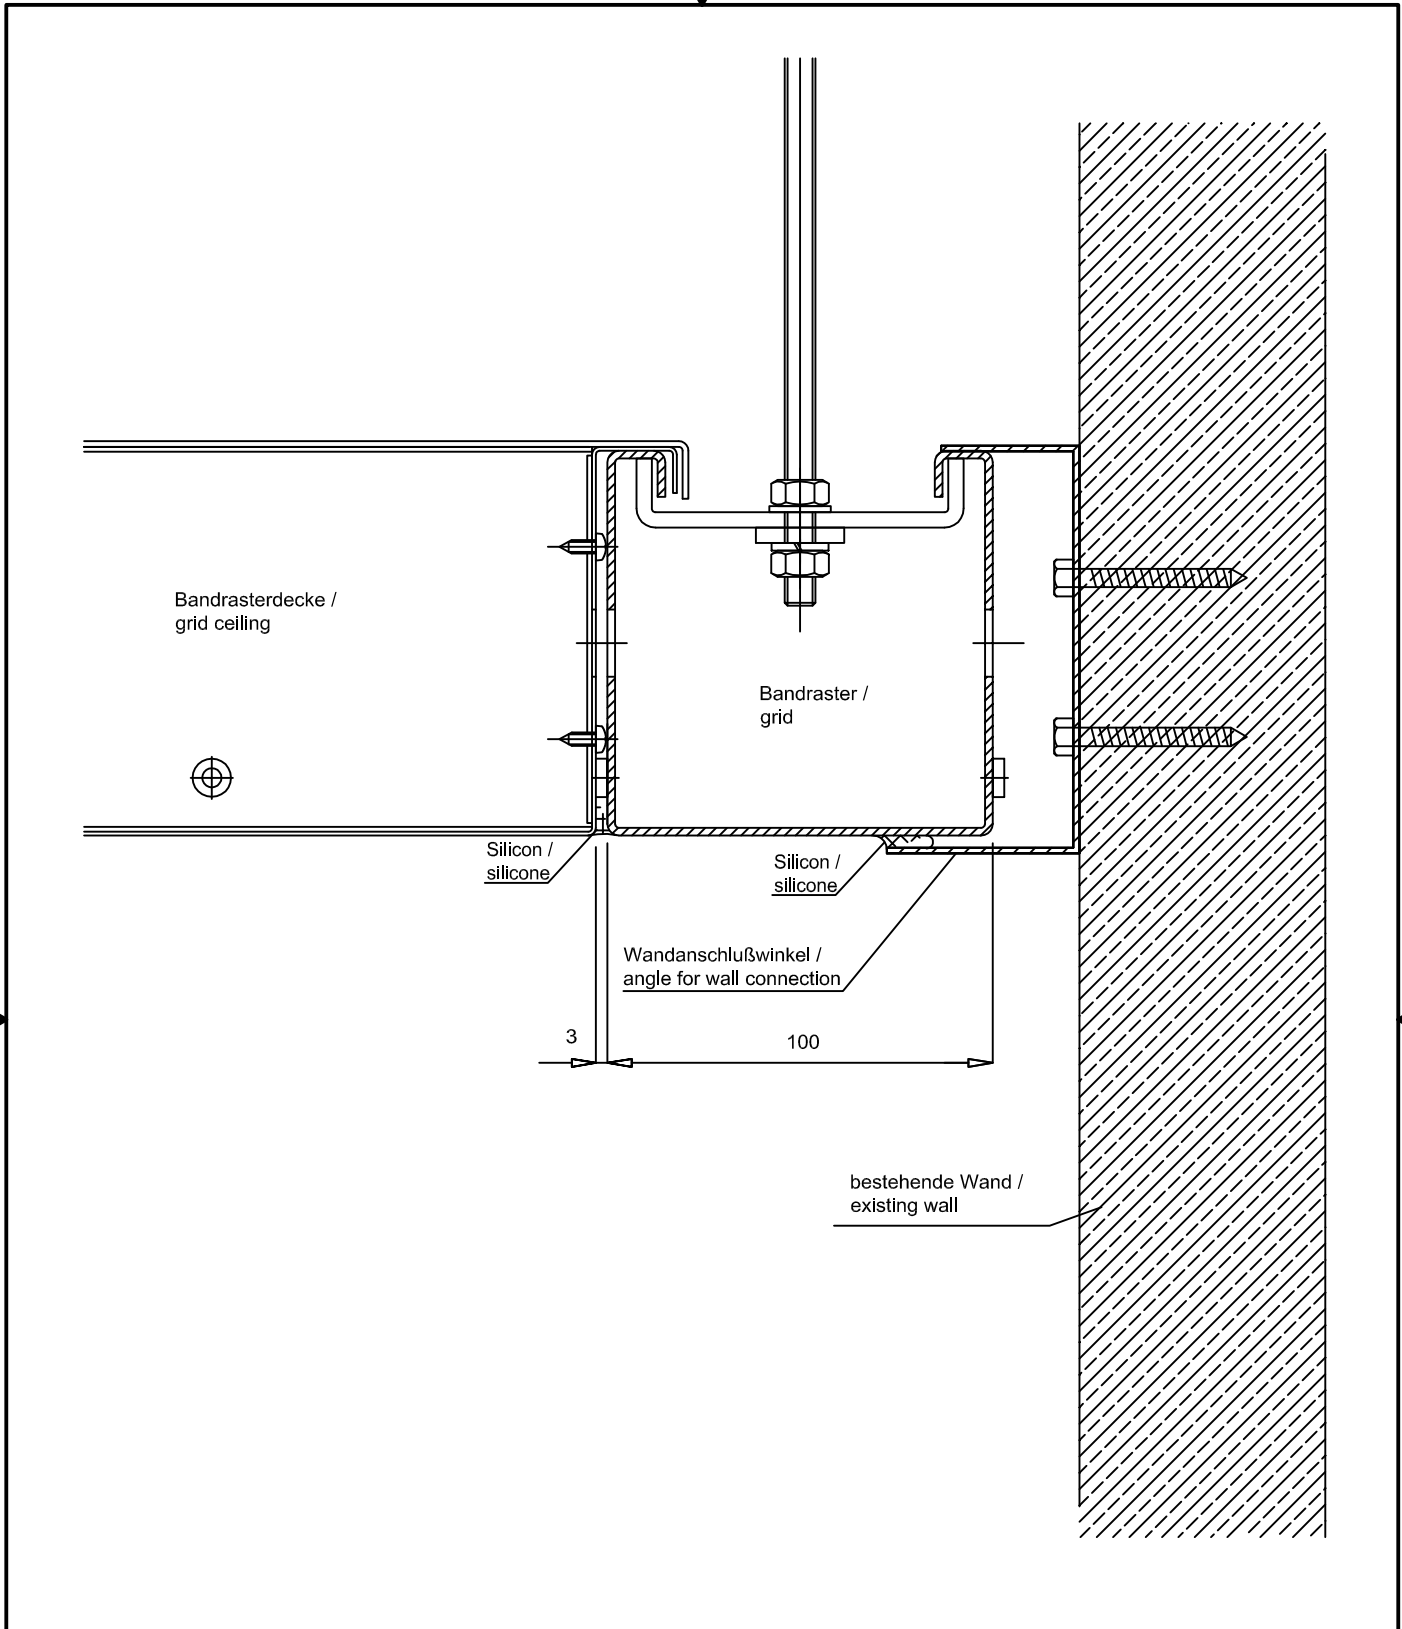 Bandrasterdecke /
grid ceiling
Bandraster /
grid
Silicon /
silicone
Silicon /
silicone
Wandanschlußwinkel /
angle for wall connection
3
100
bestehende Wand /
existing wall